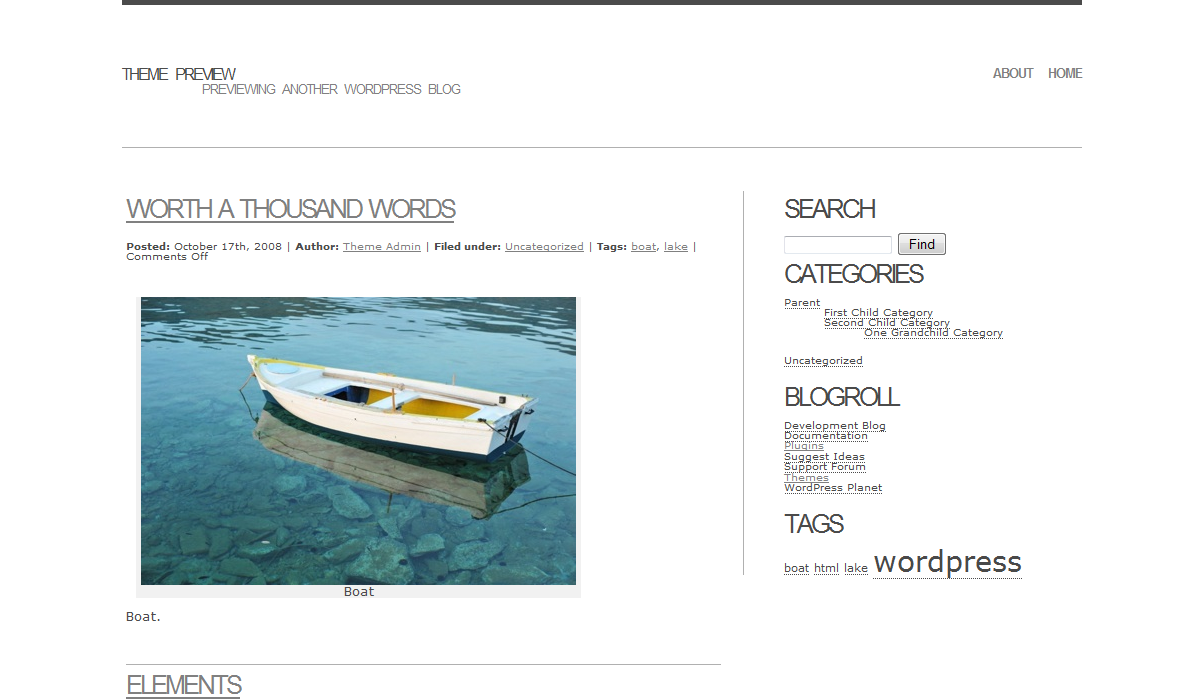 THEME PREVIEW
PREVIEWING ANOTHER WORDPRESS BLOG
ABOUT HOME
WORTH A THOUSAND WORDS
Posted: October 17th, 2008 | Author: Theme Admin | Filed under: Uncategorized | Tags: boat, lake |
Comments Off
Boat
Boat.
ELEMENTS
SEARCH
Find
CATEGORIES
Parent
First Child Category
Second Child Category
One Grandchild Category
Uncategorized
BLOGROLL
Development Blog
Documentation
Plugins
Suggest Ideas
Support Forum
Themes
WordPress Planet
TAGS
boat html lake wordpress